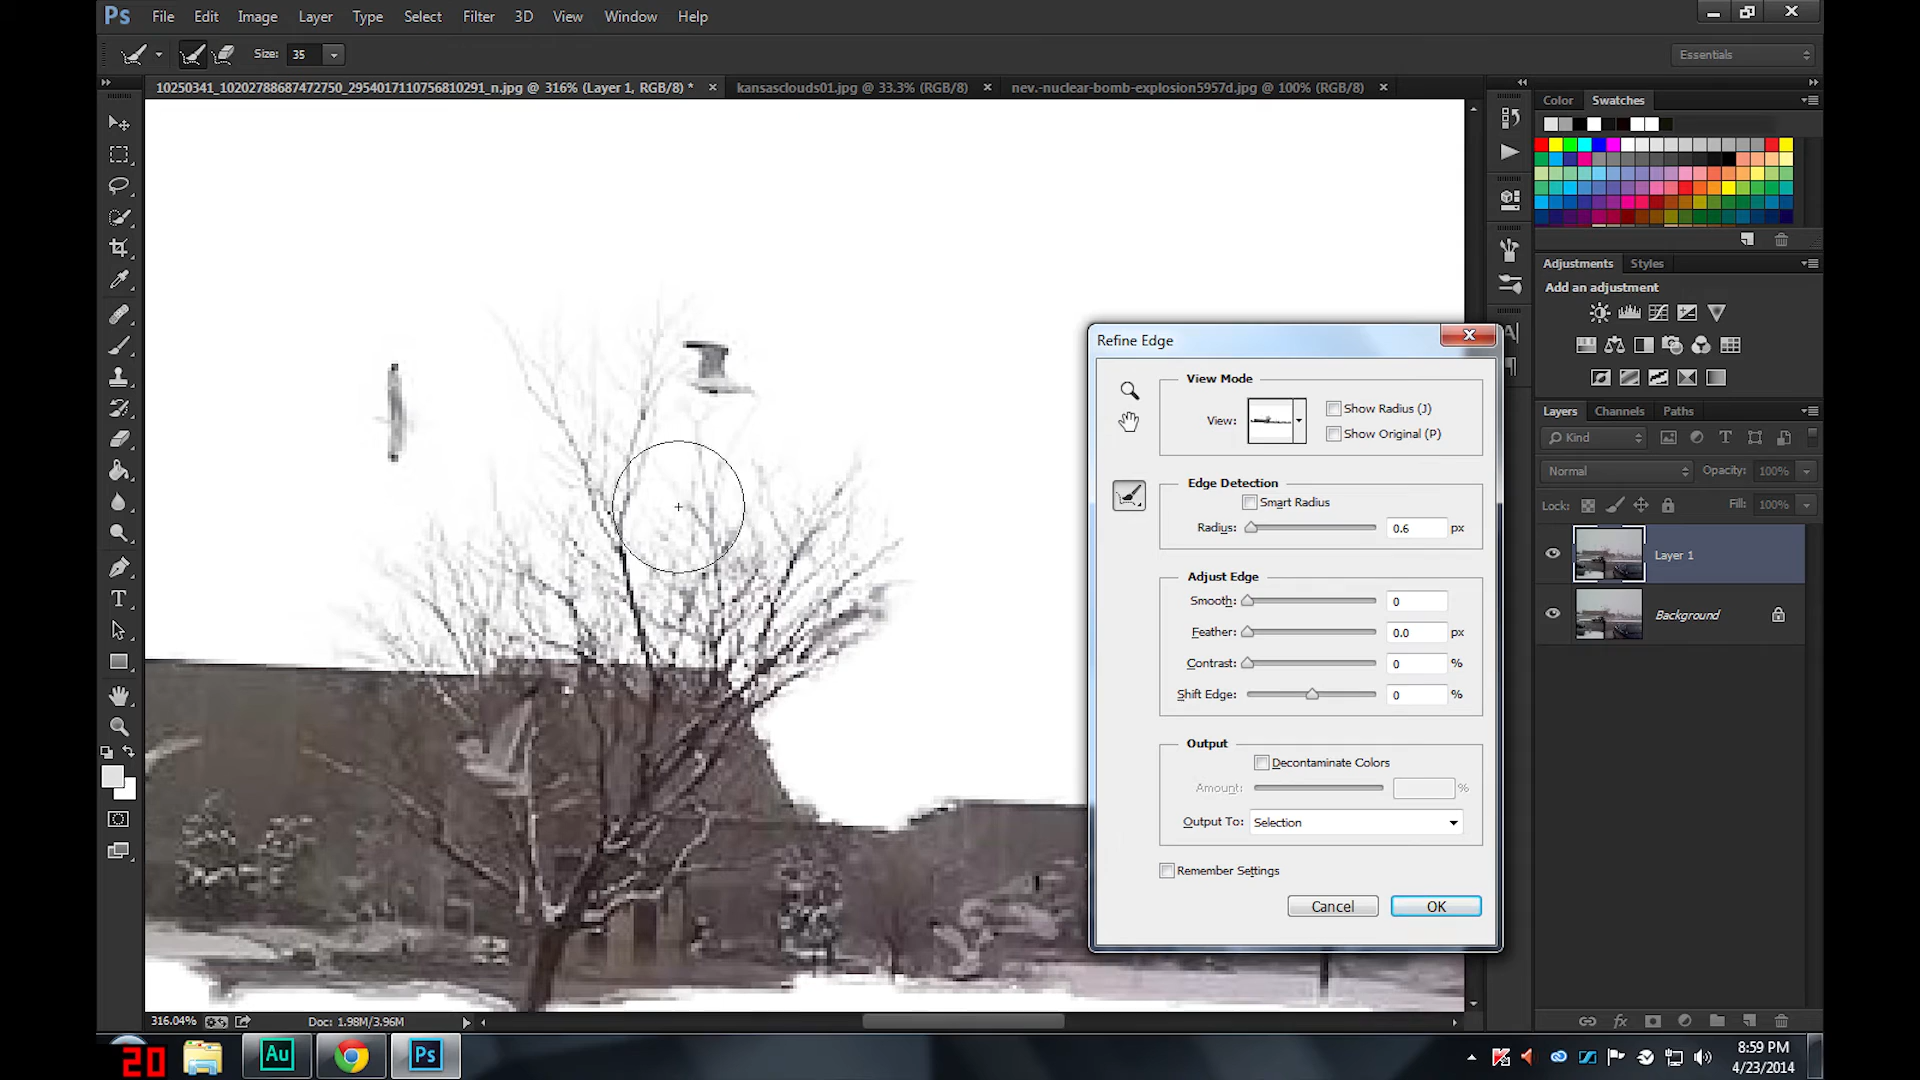 Ps File Edit Image Layer Type Select Filter 3D View Window Help
Size: 35 Essentials
10250341_10202788687472750_2954017110756810291_n.jpg @ 316% (Layer 1, RGB/8) * × kansasclouds01.jpg @ 33.3% (RGB/8) × nev.-nuclear-bomb-explosion5957d.jpg @ 100% (RGB/8) ×
Color Swatches
Adjustments Styles
Add an adjustment
Layers Channels Paths
Kind
Normal Opacity: 100%
Lock: Fill: 100%
Layer 1
Background
Refine Edge
View Mode
View:
Show Radius (J)
Show Original (P)
Edge Detection
Smart Radius
Radius: 0.6 px
Adjust Edge
Smooth: 0
Feather: 0.0 px
Contrast: 0 %
Shift Edge: 0 %
Output
Decontaminate Colors
Amount: %
Output To: Selection
Remember Settings
Cancel OK
316.04% Doc: 1.98M/3.96M
20 Au Ps
8:59 PM
4/23/2014